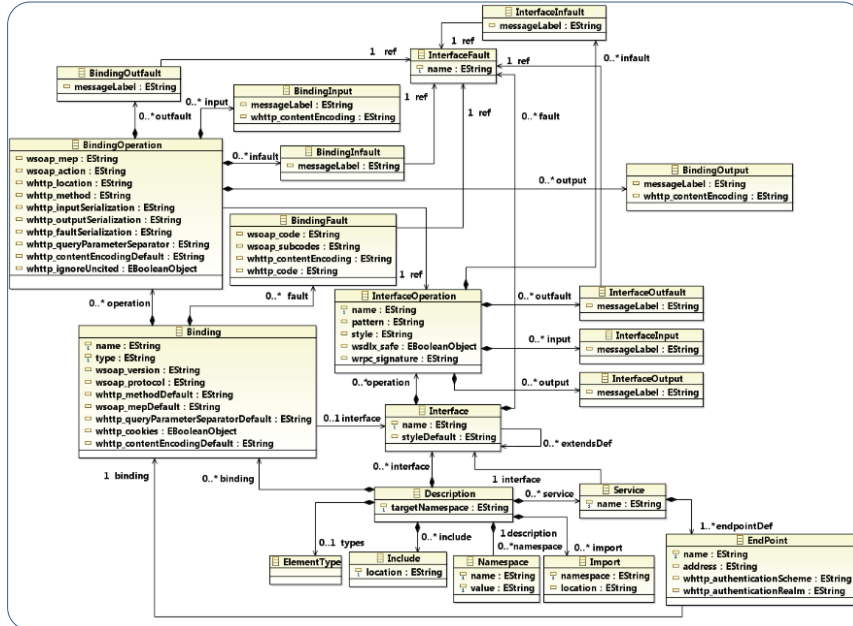 InterfaceInfault
messageLabel : EString
1 ref
0..* infault
1 ref
InterfaceFault
name : EString
1 ref
BindingOutfault
messageLabel : EString
0..* outfault
0..* input
BindingInput
messageLabel : EString
whttp_contentEncoding : EString
1 ref
1 ref
0..* fault
BindingOperation
wsoap_mep : EString
wsoap_action : EString
whttp_location : EString
whttp_method : EString
whttp_inputSerialization : EString
whttp_outputSerialization : EString
whttp_faultSerialization : EString
whttp_queryParameterSeparator : EString
whttp_contentEncodingDefault : EString
whttp_ignoreUncited : EBooleanObject
0..* infault
BindingInfault
messageLabel : EString
0..* output
BindingOutput
messageLabel : EString
whttp_contentEncoding : EString
BindingFault
wsoap_code : EString
wsoap_subcodes : EString
whttp_contentEncoding : EString
whttp_code : EString
1 ref
0..* operation
0..* fault
InterfaceOperation
name : EString
pattern : EString
style : EString
wsdlx_safe : EBooleanObject
wrpc_signature : EString
0..* outfault
InterfaceOutfault
messageLabel : EString
0..* input
InterfaceInput
messageLabel : EString
0..* output
InterfaceOutput
messageLabel : EString
Binding
name : EString
type : EString
wsoap_version : EString
wsoap_protocol : EString
whttp_methodDefault : EString
wsoap_mepDefault : EString
whttp_queryParameterSeparatorDefault : EString
whttp_cookies : EBooleanObject
whttp_contentEncodingDefault : EString
0..*operation
0..1 interface
Interface
name : EString
styleDefault : EString
0..* extendsDef
1 binding
0..* binding
0..* interface
1 interface
Description
targetNamespace : EString
0..* service
Service
name : EString
1..*endpointDef
0..1 types
0..* include
1description
0..*namespace
0..* import
ElementType
Include
location : EString
Namespace
name : EString
value : EString
Import
namespace : EString
location : EString
EndPoint
name : EString
address : EString
whttp_authenticationScheme : EString
whttp_authenticationRealm : EString